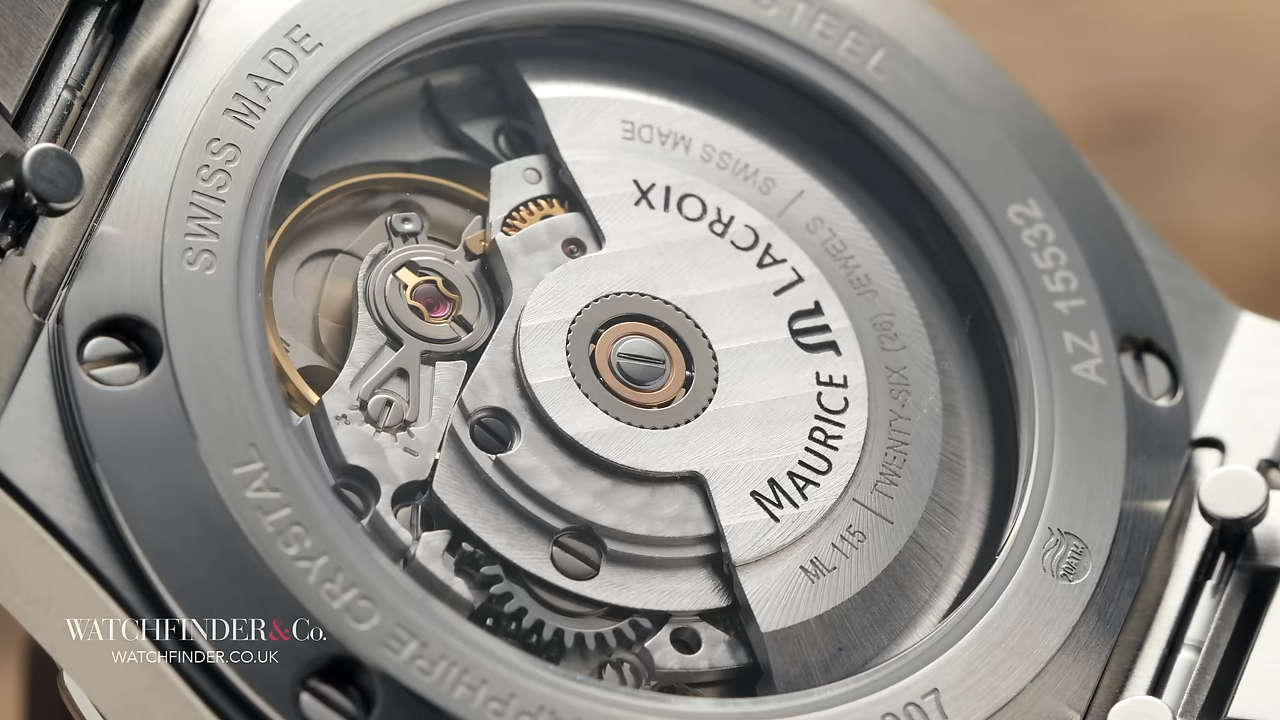 SWISS MADE
STEEL
AZ 15532
20ATM
SAPPHIRE CRYSTAL
SWISS MADE | TWENTY-SIX (26) JEWELS | ML 115
MAURICE LACROIX
WATCHFINDER&Co.
WATCHFINDER.CO.UK